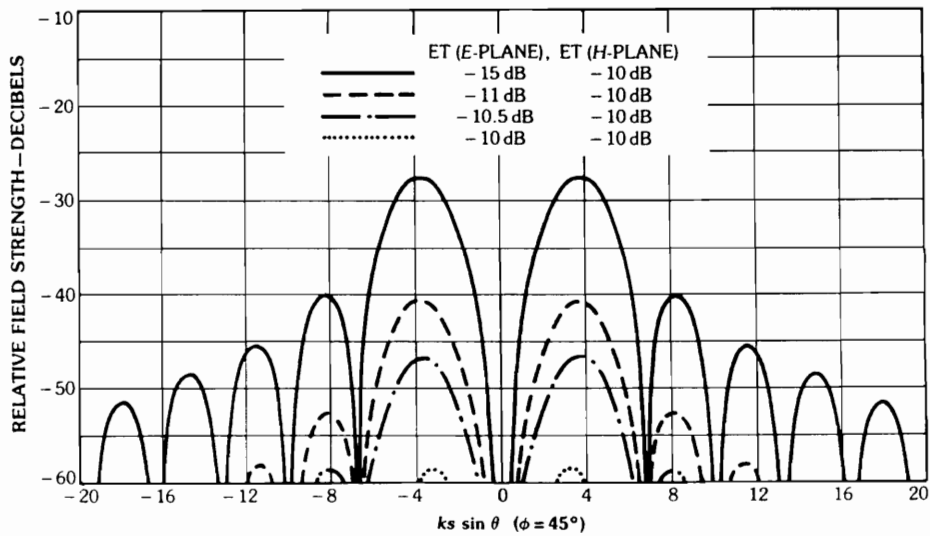 RELATIVE FIELD STRENGTH—DECIBELS
−10
−20
−30
−40
−50
−60
ET (E-PLANE), ET (H-PLANE)
−15 dB −10 dB
−11 dB −10 dB
−10.5 dB −10 dB
−10 dB −10 dB
−20 −16 −12 −8 −4 0 4 8 12 16 20
ks sin θ (ϕ = 45°)